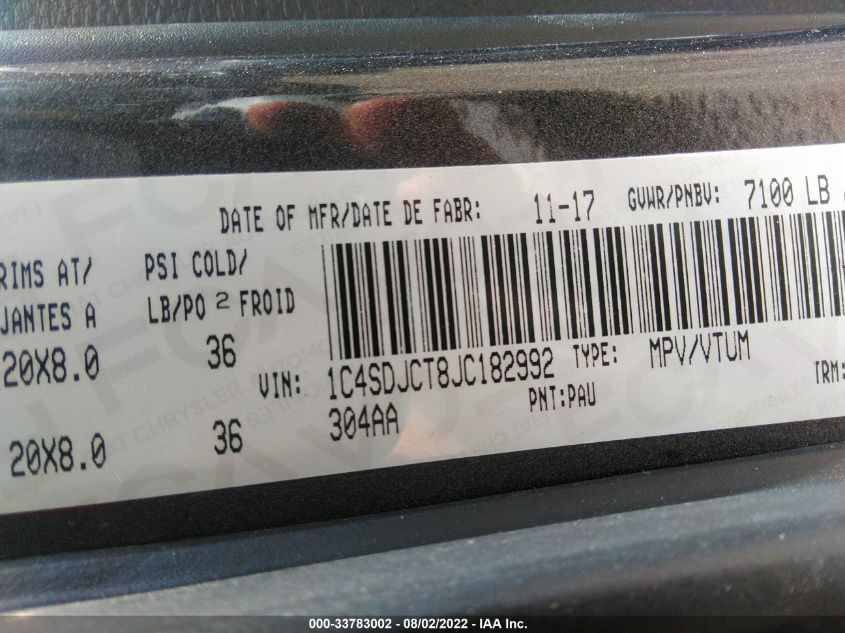 DATE OF MFR/DATE DE FABR: 11-17 GVWR/PNBV: 7100 LB
RIMS AT/ PSI COLD/
JANTES A LB/PO 2 FROID
20X8.0 36
VIN: 1C4SDJCT8JC182992 TYPE: MPV/VTUM
304AA PNT:PAU TRM:
20X8.0 36
000-33783002 - 08/02/2022 - IAA Inc.